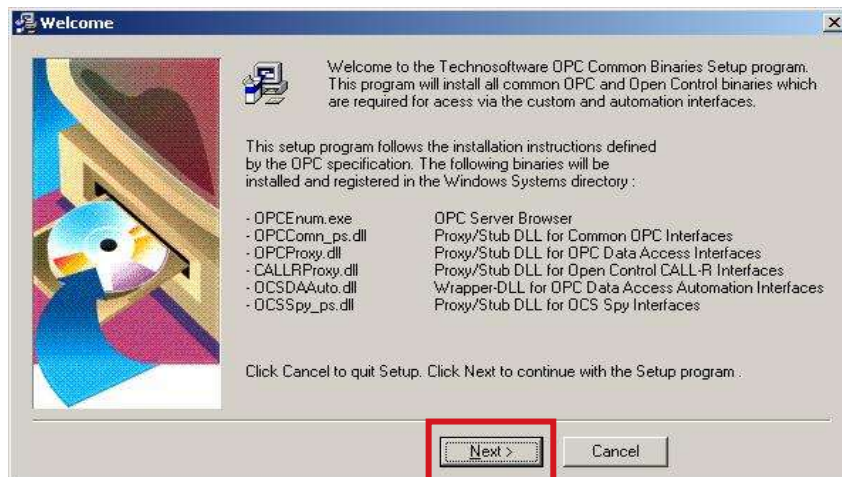 Welcome
Welcome to the Technosoftware OPC Common Binaries Setup program.
This program will install all common OPC and Open Control binaries which
are required for acess via the custom and automation interfaces.
This setup program follows the installation instructions defined
by the OPC specification. The following binaries will be
installed and registered in the Windows Systems directory :
- OPCEnum.exe OPC Server Browser
- OPCComn_ps.dll Proxy/Stub DLL for Common OPC Interfaces
- OPCProxy.dll Proxy/Stub DLL for OPC Data Access Interfaces
- CALLRProxy.dll Proxy/Stub DLL for Open Control CALL-R Interfaces
- OCSDAAuto.dll Wrapper-DLL for OPC Data Access Automation Interfaces
- OCSSpy_ps.dll Proxy/Stub DLL for OCS Spy Interfaces
Click Cancel to quit Setup. Click Next to continue with the Setup program .
Next > Cancel